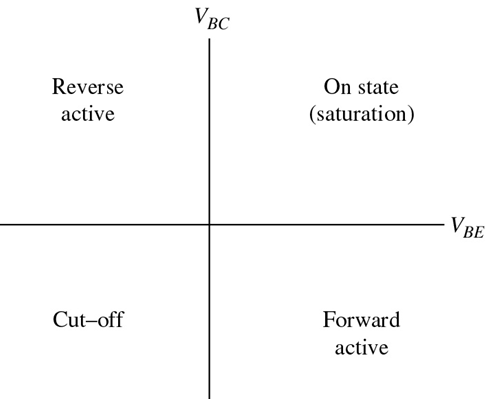 V_BC
Reverse
active
On state
(saturation)
V_BE
Cut–off
Forward
active